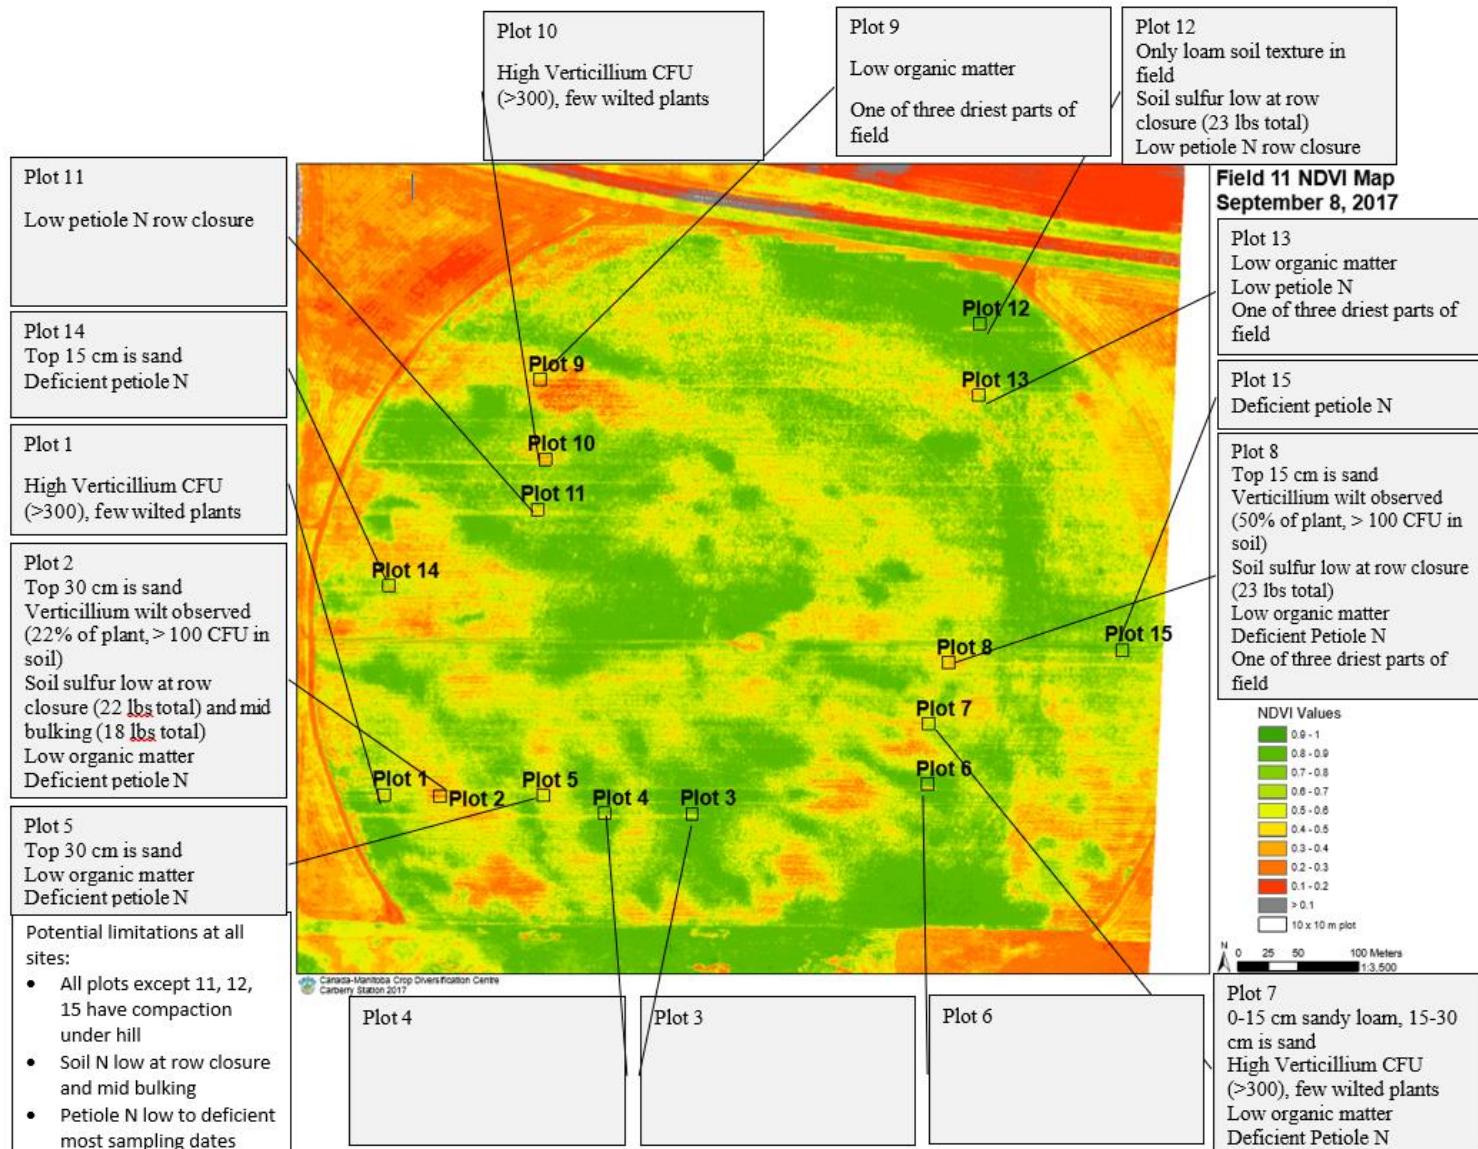 Plot 10
High Verticillium CFU
(>300), few wilted plants
Plot 9
Low organic matter
One of three driest parts of
field
Plot 12
Only loam soil texture in
field
Soil sulfur low at row
closure (23 lbs total)
Low petiole N row closure
Plot 11
Low petiole N row closure
Plot 14
Top 15 cm is sand
Deficient petiole N
Plot 1
High Verticillium CFU
(>300), few wilted plants
Plot 2
Top 30 cm is sand
Verticillium wilt observed
(22% of plant, > 100 CFU in
soil)
Soil sulfur low at row
closure (22 lbs total) and mid
bulking (18 lbs total)
Low organic matter
Deficient petiole N
Plot 5
Top 30 cm is sand
Low organic matter
Deficient petiole N
Potential limitations at all
sites:
• All plots except 11, 12,
15 have compaction
under hill
• Soil N low at row closure
and mid bulking
• Petiole N low to deficient
most sampling dates
Plot 12
Plot 9
Plot 13
Plot 10
Plot 11
Plot 14
Plot 15
Plot 8
Plot 7
Plot 6
Plot 1
Plot 2
Plot 5
Plot 4
Plot 3
Canada-Manitoba Crop Diversification Centre
Carberry Station 2017
Field 11 NDVI Map
September 8, 2017
Plot 13
Low organic matter
Low petiole N
One of three driest parts of
field
Plot 15
Deficient petiole N
Plot 8
Top 15 cm is sand
Verticillium wilt observed
(50% of plant, > 100 CFU in
soil)
Soil sulfur low at row closure
(23 lbs total)
Low organic matter
Deficient Petiole N
One of three driest parts of
field
NDVI Values
0.9 - 1
0.8 - 0.9
0.7 - 0.8
0.6 - 0.7
0.5 - 0.6
0.4 - 0.5
0.3 - 0.4
0.2 - 0.3
0.1 - 0.2
> 0.1
10 x 10 m plot
N
0 25 50 100 Meters
1:3,500
Plot 4
Plot 3
Plot 6
Plot 7
0-15 cm sandy loam, 15-30
cm is sand
High Verticillium CFU
(>300), few wilted plants
Low organic matter
Deficient Petiole N